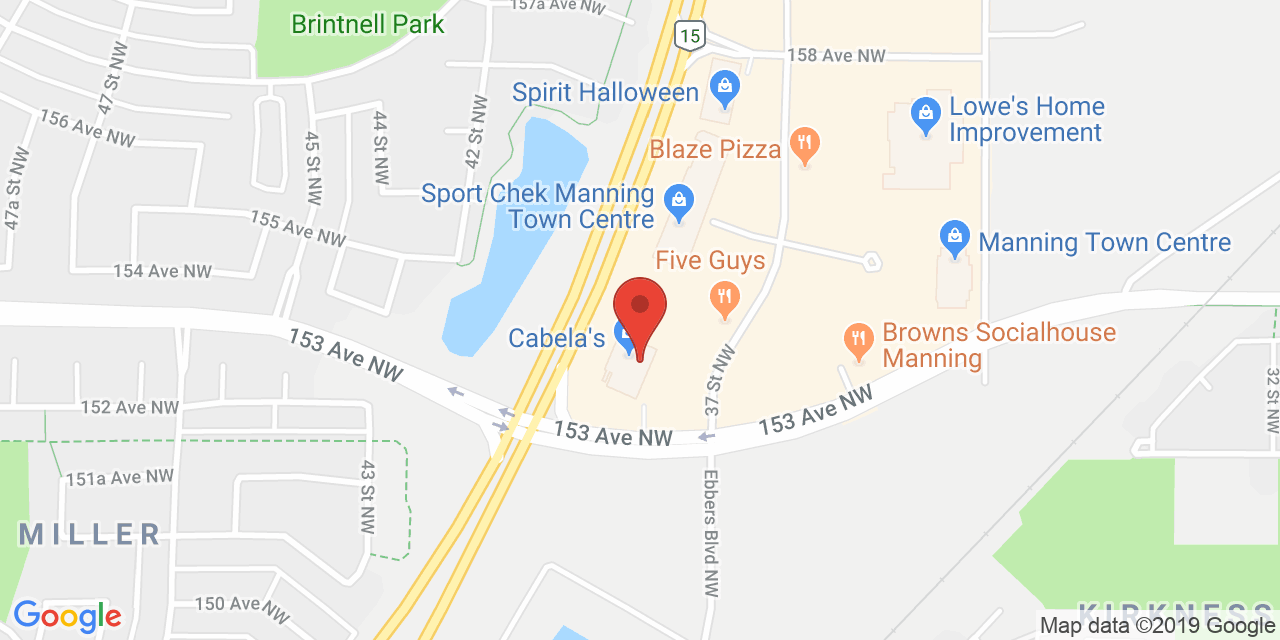 157a Ave NW
Brintnell Park
15
158 Ave NW
47 St NW
Spirit Halloween
Lowe's Home
Improvement
156 Ave NW
44 St NW
42 St NW
45 St NW
Blaze Pizza
47a St NW
Sport Chek Manning
Town Centre
155 Ave NW
Manning Town Centre
154 Ave NW
Five Guys
Cabela's
153 Ave NW
Browns Socialhouse
Manning
37 St NW
32 St NW
152 Ave NW
153 Ave NW
153 Ave NW
151a Ave NW
43 St NW
Ebbers Blvd NW
MILLER
150 Ave NW
KIRKNESS
Google
Map data ©2019 Google